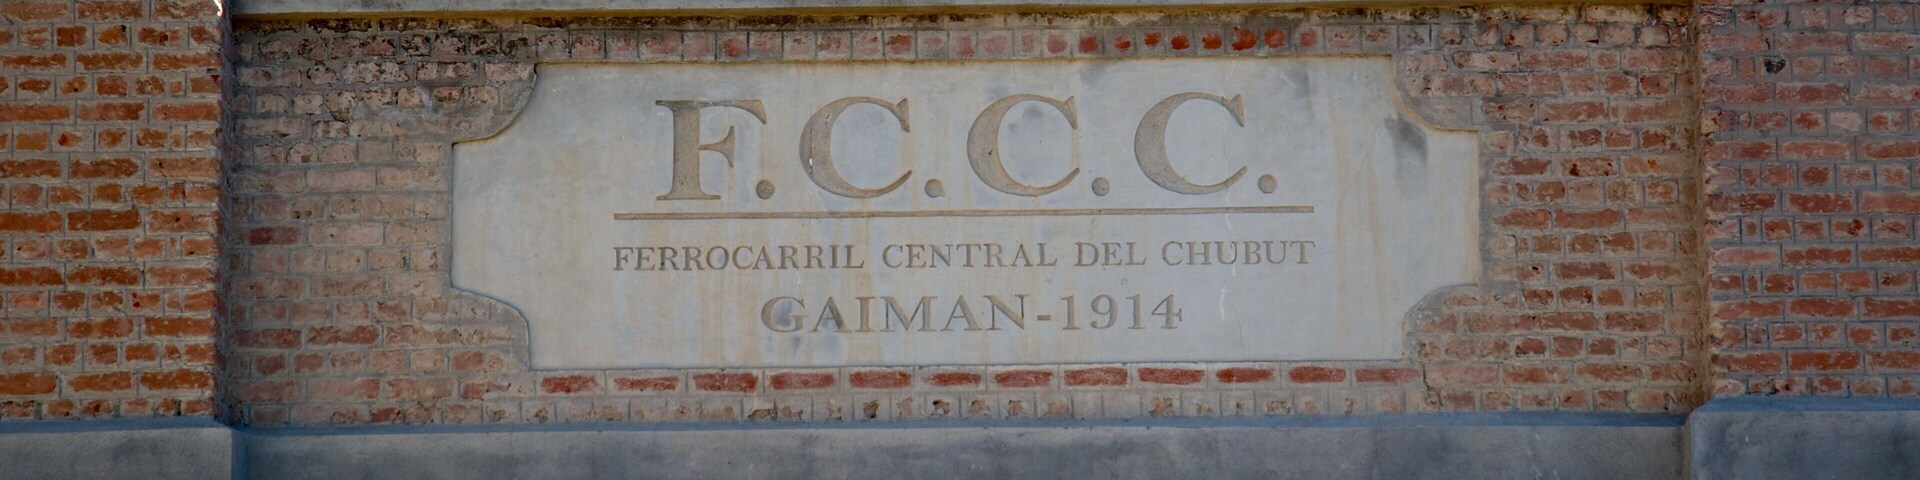 F.C.C.C.
FERROCARRIL CENTRAL DEL CHUBUT
GAIMAN-1914